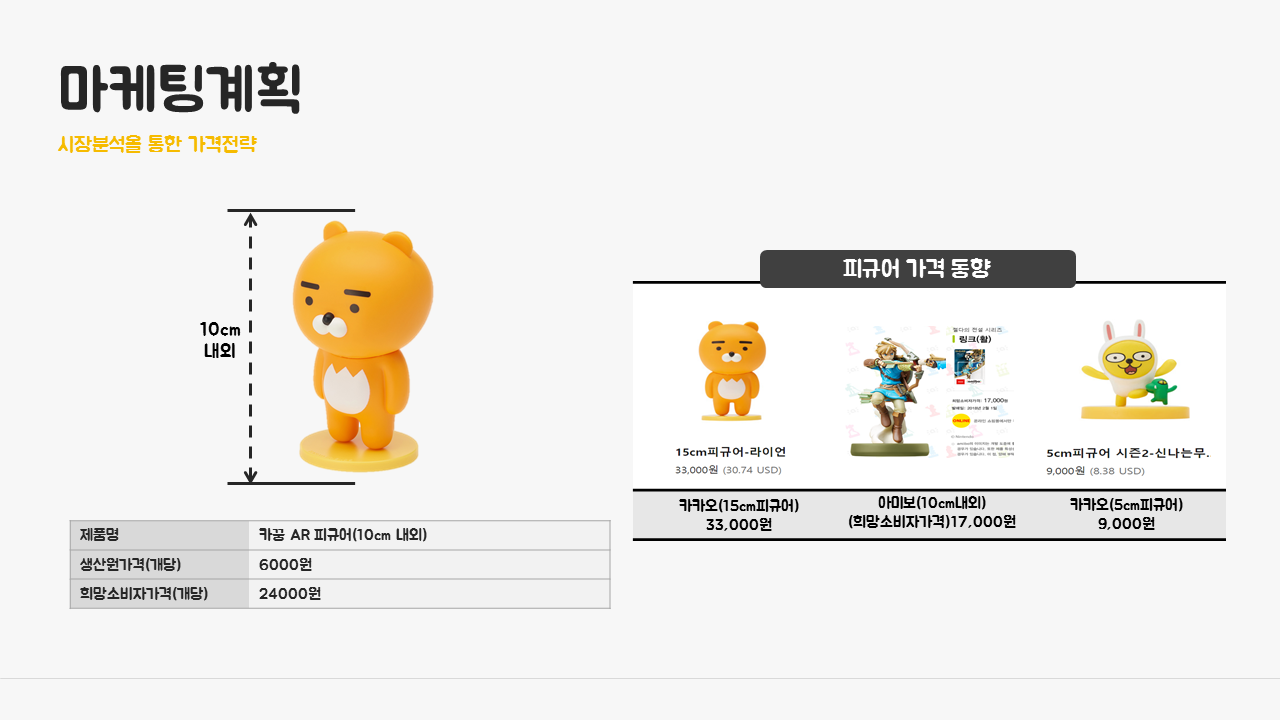 마케팅계획
시장분석을 통한 가격전략
10cm
내외
제품명 카꿍 AR 피규어(10cm 내외)
생산원가격(개당) 6000원
희망소비자가격(개당) 24000원
피규어 가격 동향
젤다의 전설 시리즈
링크(활)
희망소비자가격: 17,000원
발매일: 2018년 2월 1일
ONLINE
15cm피규어-라이언
33,000원 (30.74 USD)
© Nintendo
5cm피규어 시즌2-신나는무.
9,000원 (8.38 USD)
카카오(15cm피규어)
33,000원
아미보(10cm내외)
(희망소비자가격)17,000원
카카오(5cm피규어)
9,000원